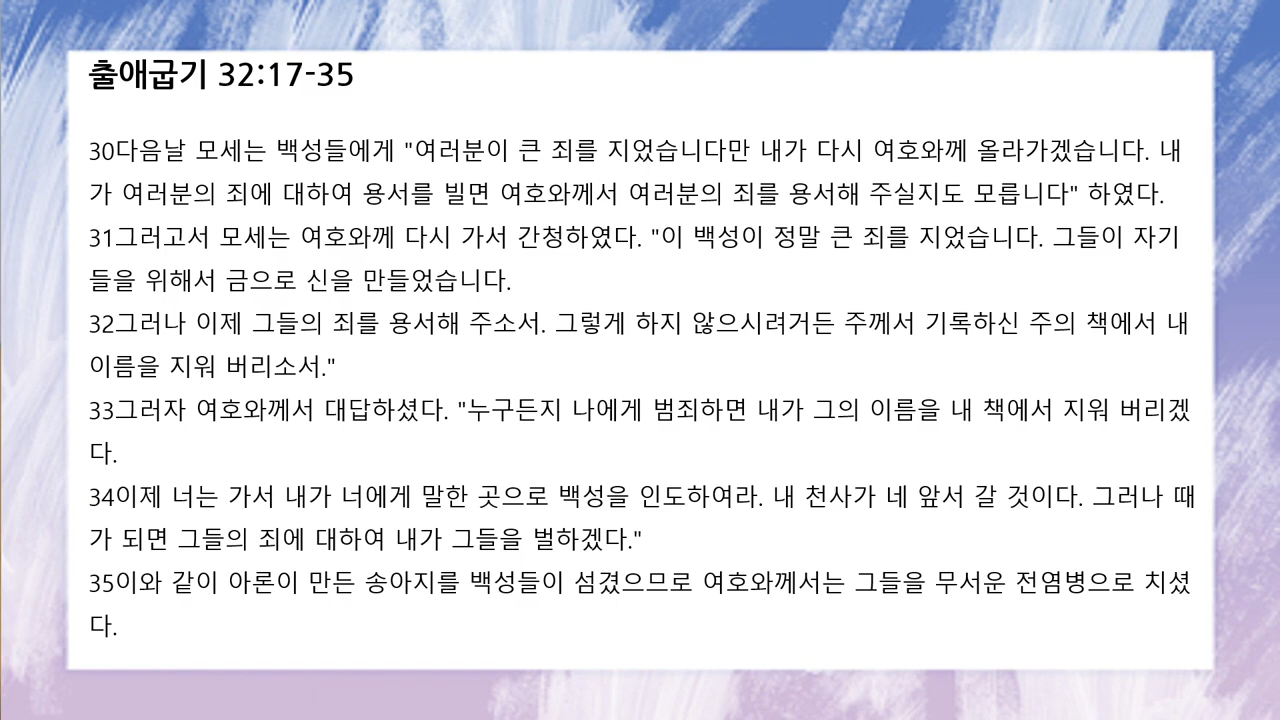 출애굽기 32:17-35
30다음날 모세는 백성들에게 "여러분이 큰 죄를 지었습니다만 내가 다시 여호와께 올라가겠습니다. 내
가 여러분의 죄에 대하여 용서를 빌면 여호와께서 여러분의 죄를 용서해 주실지도 모릅니다" 하였다.
31그러고서 모세는 여호와께 다시 가서 간청하였다. "이 백성이 정말 큰 죄를 지었습니다. 그들이 자기
들을 위해서 금으로 신을 만들었습니다.
32그러나 이제 그들의 죄를 용서해 주소서. 그렇게 하지 않으시려거든 주께서 기록하신 주의 책에서 내
이름을 지워 버리소서."
33그러자 여호와께서 대답하셨다. "누구든지 나에게 범죄하면 내가 그의 이름을 내 책에서 지워 버리겠
다.
34이제 너는 가서 내가 너에게 말한 곳으로 백성을 인도하여라. 내 천사가 네 앞서 갈 것이다. 그러나 때
가 되면 그들의 죄에 대하여 내가 그들을 벌하겠다."
35이와 같이 아론이 만든 송아지를 백성들이 섬겼으므로 여호와께서는 그들을 무서운 전염병으로 치셨
다.